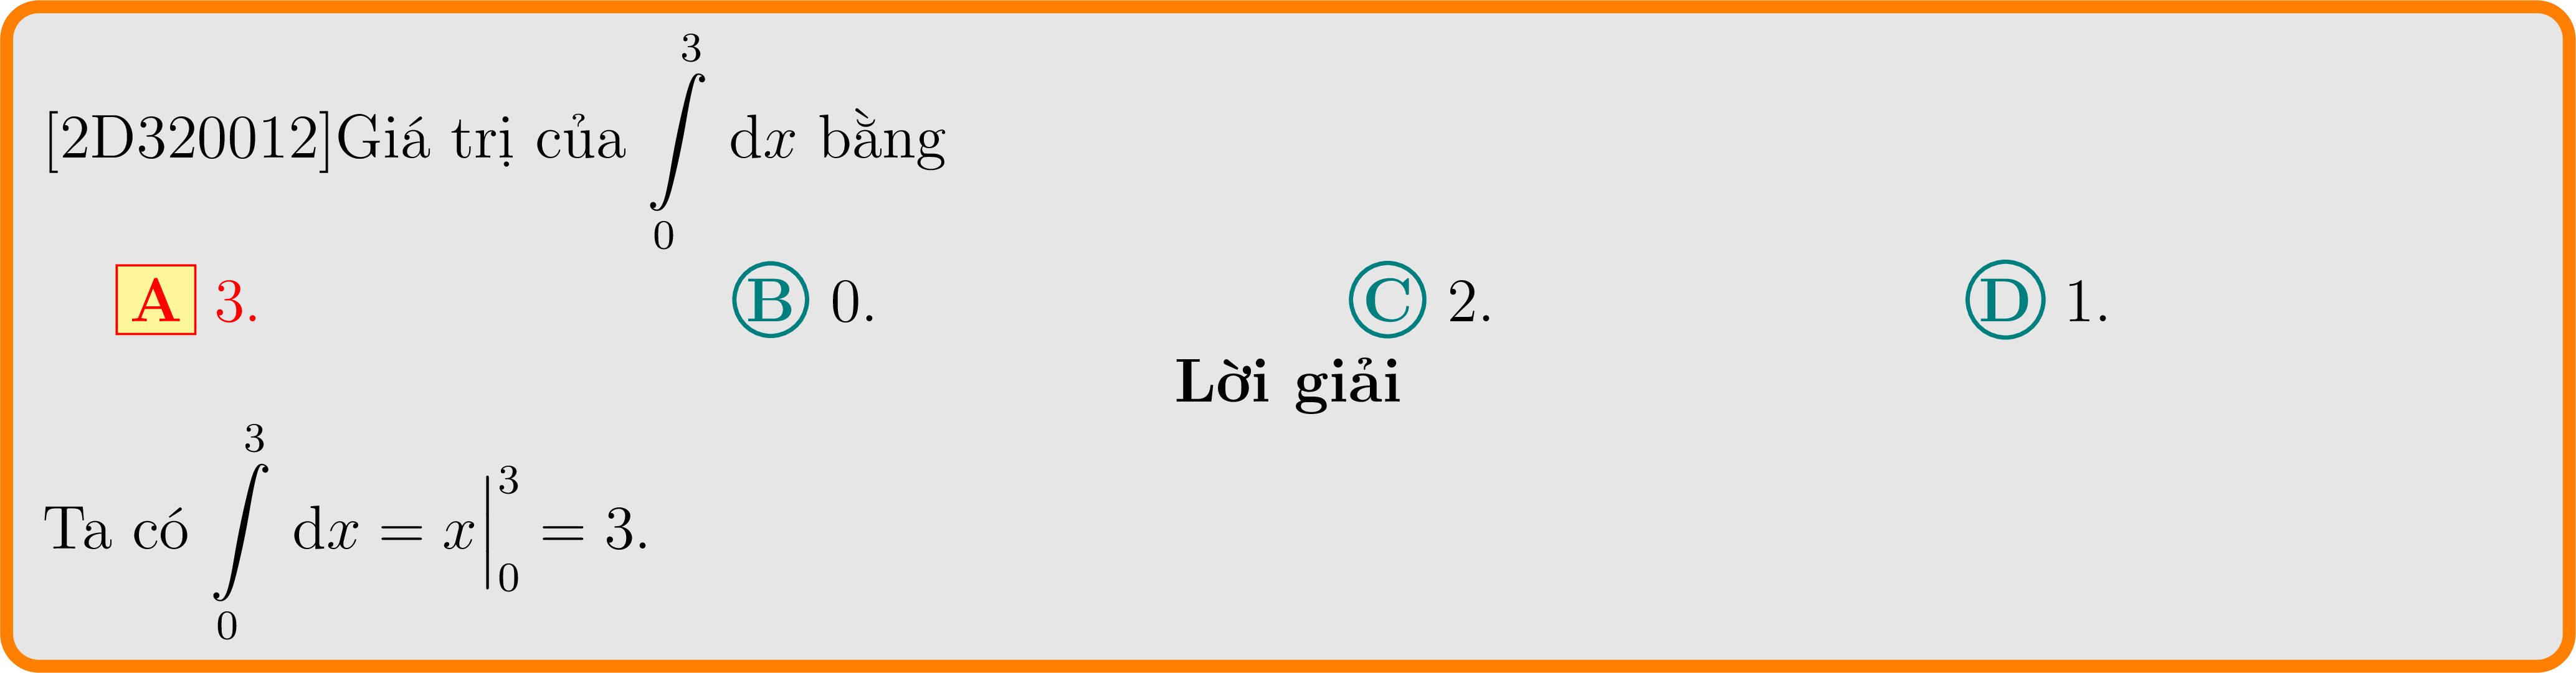 [2D320012]Giá trị của $\int\limits_0^3 \mathrm{d}x$ bằng
A 3. B 0. C 2. D 1.
Lời giải
Ta có $\int\limits_0^3 \mathrm{d}x = x\Big|_0^3 = 3.$